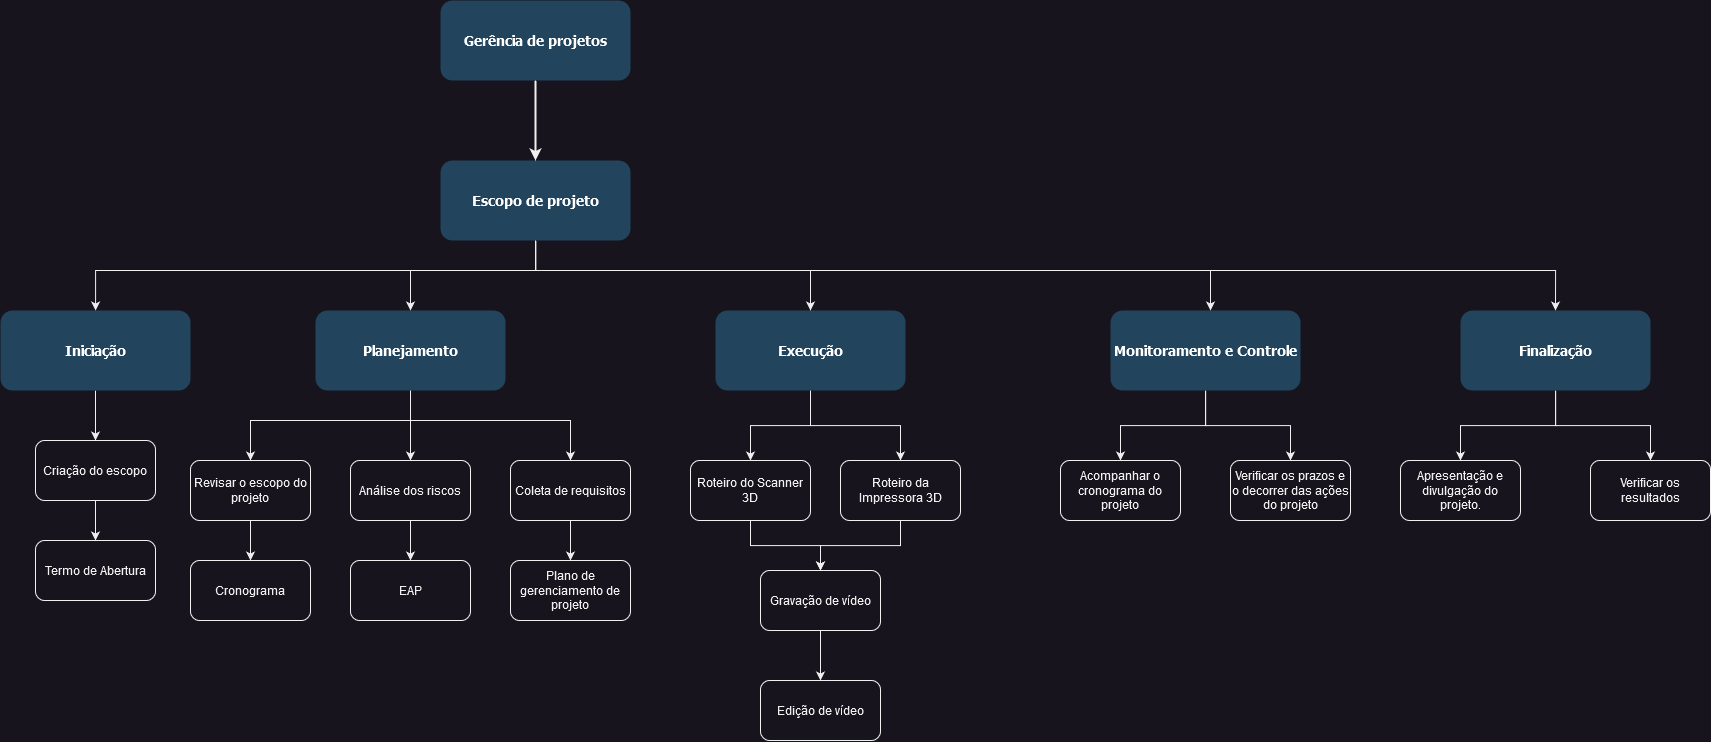 Gerência de projetos
Escopo de projeto
Iniciação
Planejamento
Execução
Monitoramento e Controle
Finalização
Criação do escopo
Termo de Abertura
Revisar o escopo do
projeto
Análise dos riscos
Coleta de requisitos
Cronograma
EAP
Plano de
gerenciamento de
projeto
Roteiro do Scanner
3D
Roteiro da
Impressora 3D
Gravação de vídeo
Edição de vídeo
Acompanhar o
cronograma do
projeto
Verificar os prazos e
o decorrer das ações
do projeto
Apresentação e
divulgação do
projeto.
Verificar os
resultados